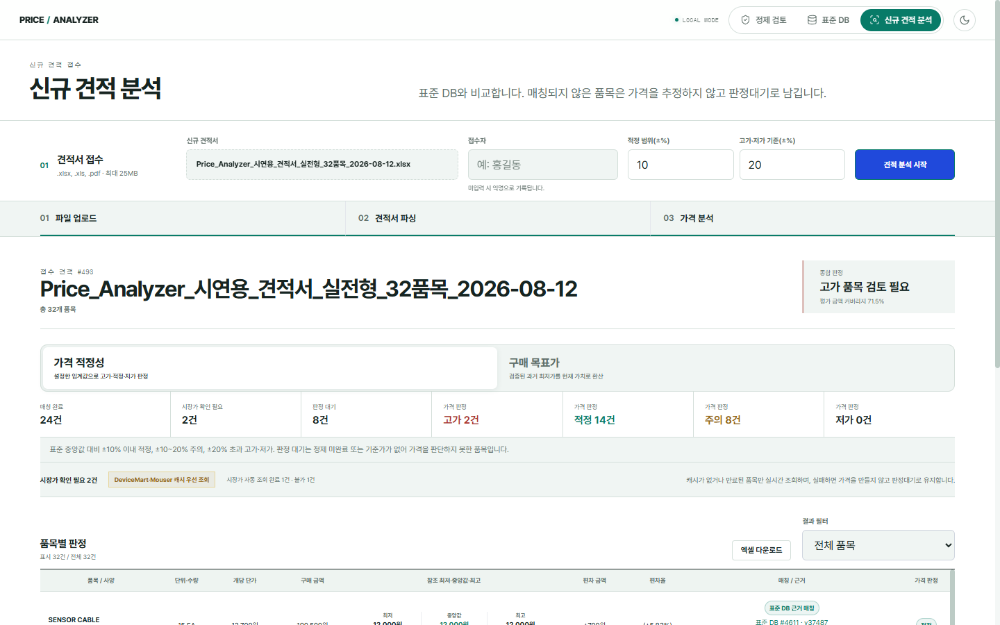 PRICE / ANALYZER
LOCAL MODE
정제 검토
표준 DB
신규 견적 분석
신규 견적 접수
신규 견적 분석
표준 DB와 비교합니다. 매칭되지 않은 품목은 가격을 추정하지 않고 판정대기로 남깁니다.
01 견적서 접수
.xlsx, .xls, .pdf · 최대 25MB
신규 견적서
Price_Analyzer_시연용_견적서_실전형_32품목_2026-08-12.xlsx
접수자
예: 홍길동
미입력 시 익명으로 기록됩니다.
적정 범위(±%)
10
고가·저가 기준(±%)
20
견적 분석 시작
01 파일 업로드
02 견적서 파싱
03 가격 분석
접수 견적 #493
Price_Analyzer_시연용_견적서_실전형_32품목_2026-08-12
총 32개 품목
종합 판정
고가 품목 검토 필요
평가 금액 커버리지 71.5%
가격 적정성
설정한 임계값으로 고가·적정·저가 판정
구매 목표가
검증된 과거 최저가를 현재 가치로 환산
매칭 완료
24건
시장가 확인 필요
2건
판정 대기
8건
가격 판정
고가 2건
가격 판정
적정 14건
가격 판정
주의 8건
가격 판정
저가 0건
표준 중앙값 대비 ±10% 이내 적정, ±10~20% 주의, ±20% 초과 고가·저가. 판정 대기는 정제 미완료 또는 기준가가 없어 가격을 판단하지 못한 품목입니다.
시장가 확인 필요 2건
DeviceMart·Mouser 캐시 우선 조회
시장가 자동 조회 완료 1건 · 불가 1건
캐시가 없거나 만료된 품목만 실시간 조회하며, 실패하면 가격을 만들지 않고 판정대기로 유지합니다.
품목별 판정
표시 32건 / 전체 32건
엑셀 다운로드
결과 필터
전체 품목
품목 / 사양 단위·수량 개당 단가 구매 금액 참조 최저·중앙값·최고 편차 금액 편차율 매칭 / 근거 가격 판정
표준 DB 근거 매칭
SENSOR CABLE
최저 중앙값 최고
표준 DB #4611 · v37487